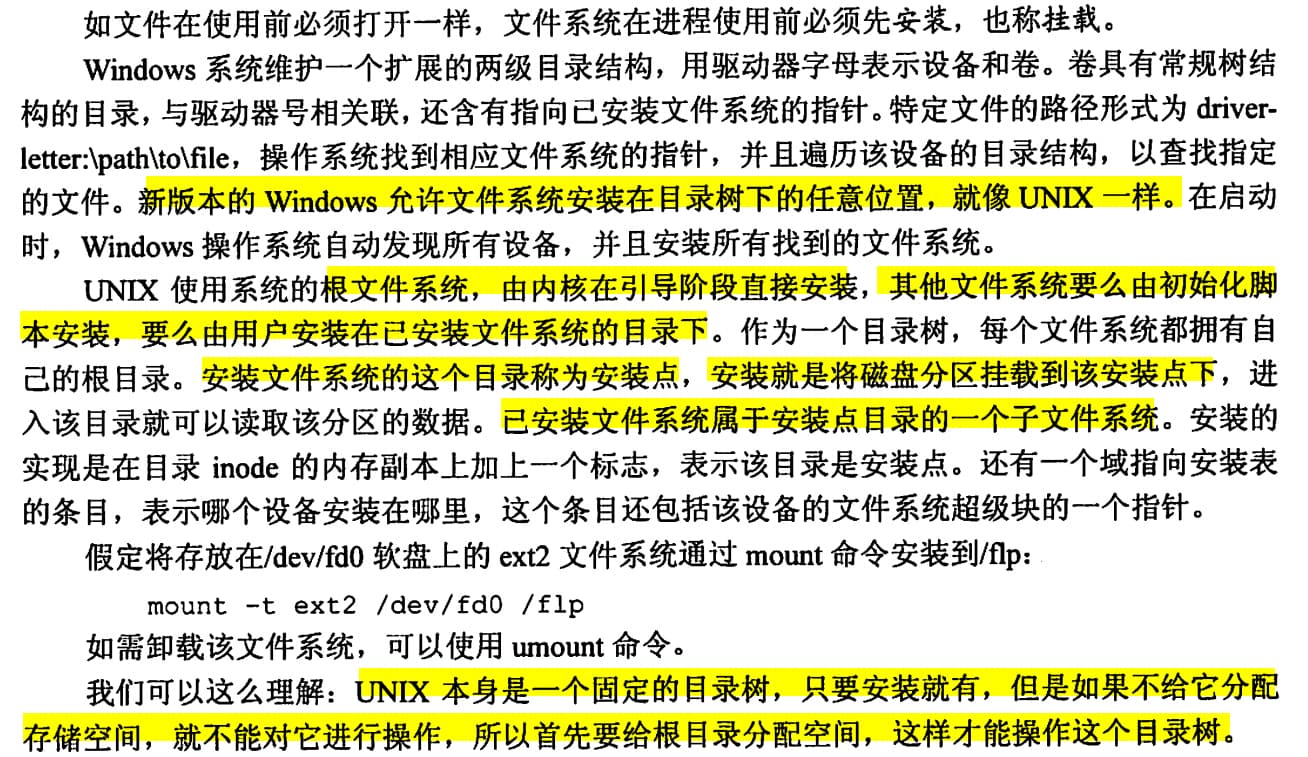 如文件在使用前必须打开一样，文件系统在进程使用前必须先安装，也称挂载。
Windows 系统维护一个扩展的两级目录结构，用驱动器字母表示设备和卷。卷具有常规树结
构的目录，与驱动器号相关联，还含有指向已安装文件系统的指针。特定文件的路径形式为 driver-
letter:\path\to\file，操作系统找到相应文件系统的指针，并且遍历该设备的目录结构，以查找指定
的文件。新版本的 Windows 允许文件系统安装在目录树下的任意位置，就像 UNIX 一样。在启动
时，Windows 操作系统自动发现所有设备，并且安装所有找到的文件系统。
UNIX 使用系统的根文件系统，由内核在引导阶段直接安装，其他文件系统要么由初始化脚
本安装，要么由用户安装在已安装文件系统的目录下。作为一个目录树，每个文件系统都拥有自
己的根目录。安装文件系统的这个目录称为安装点，安装就是将磁盘分区挂载到该安装点下，进
入该目录就可以读取该分区的数据。已安装文件系统属于安装点目录的一个子文件系统。安装的
实现是在目录 inode 的内存副本上加上一个标志，表示该目录是安装点。还有一个域指向安装表
的条目，表示哪个设备安装在哪里，这个条目还包括该设备的文件系统超级块的一个指针。
假定将存放在/dev/fd0 软盘上的 ext2 文件系统通过 mount 命令安装到/flp：
mount -t ext2 /dev/fd0 /flp
如需卸载该文件系统，可以使用 umount 命令。
我们可以这么理解：UNIX 本身是一个固定的目录树，只要安装就有，但是如果不给它分配
存储空间，就不能对它进行操作，所以首先要给根目录分配空间，这样才能操作这个目录树。